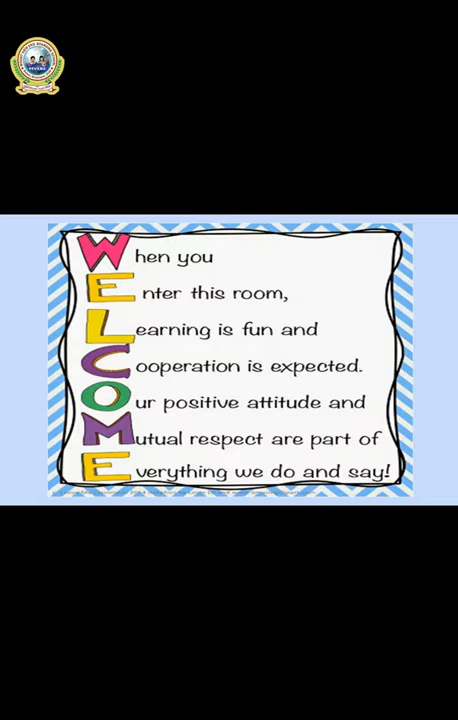 When you
Enter this room,
Learning is fun and
Cooperation is expected.
Our positive attitude and
Mutual respect are part of
Everything we do and say!